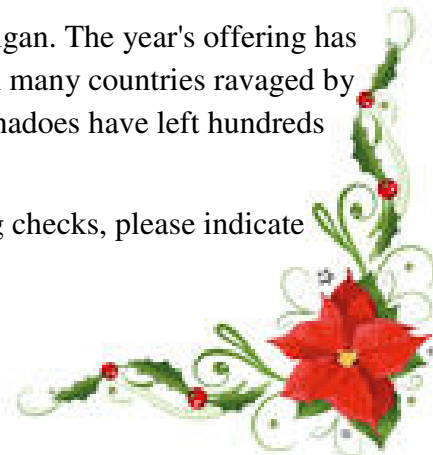 gan. The year's offering has
many countries ravaged by
nadoes have left hundreds
g checks, please indicate